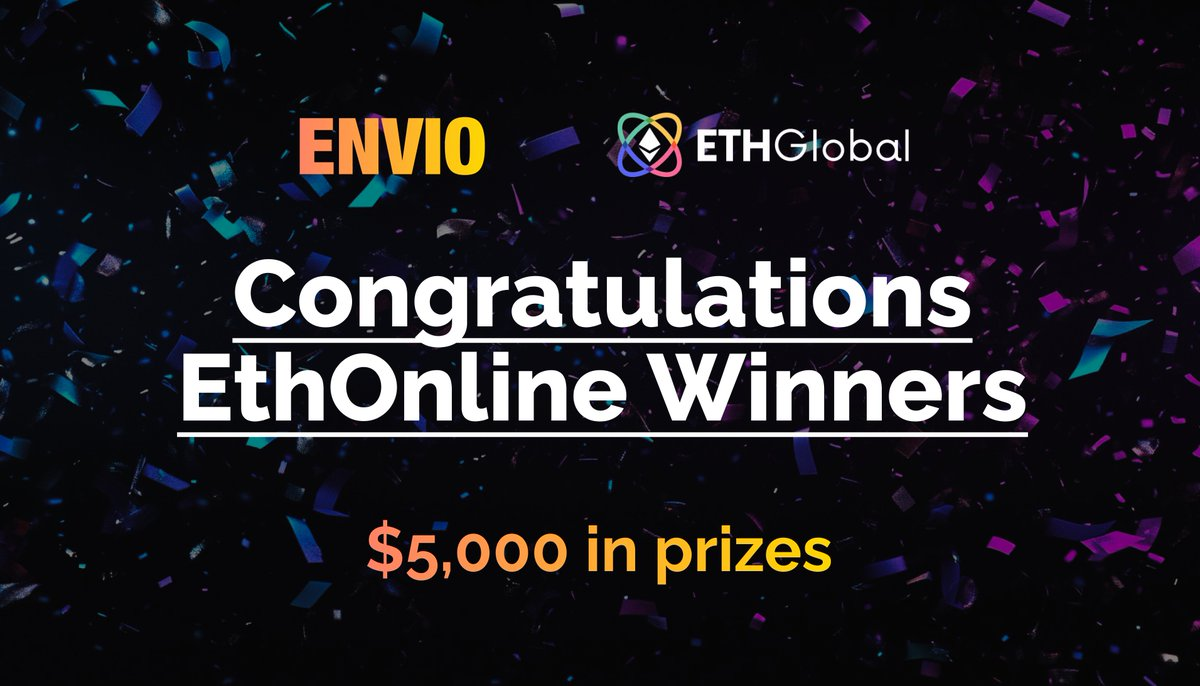 ENVIO ETHGlobal
Congratulations
EthOnline Winners
$5,000 in prizes